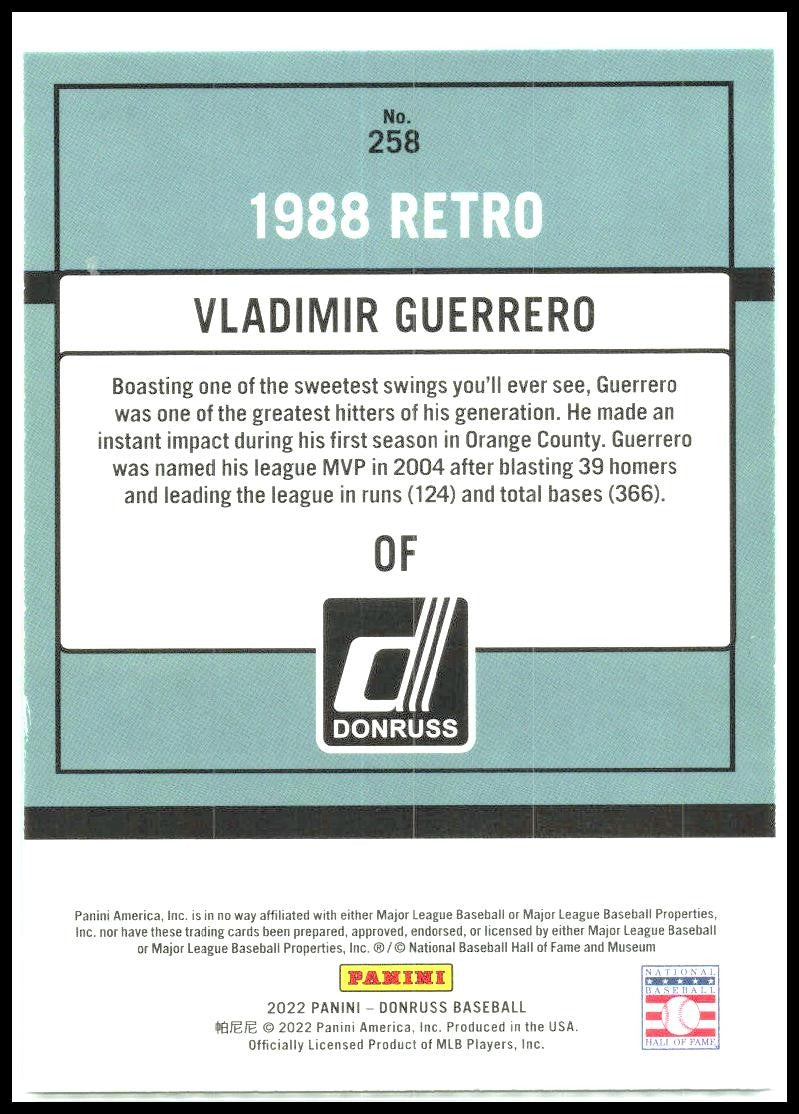 No.
258
1988 RETRO
VLADIMIR GUERRERO
Boasting one of the sweetest swings you'll ever see, Guerrero
was one of the greatest hitters of his generation. He made an
instant impact during his first season in Orange County. Guerrero
was named his league MVP in 2004 after blasting 39 homers
and leading the league in runs (124) and total bases (366).
OF
d
DONRUSS
Panini America, Inc. is in no way affiliated with either Major League Baseball or Major League Baseball Properties,
Inc. nor have these trading cards been prepared, approved, endorsed, or licensed by either Major League Baseball
or Major League Baseball Properties, Inc. ®/© National Baseball Hall of Fame and Museum
PANINI
2022 PANINI – DONRUSS BASEBALL
帕尼尼 © 2022 Panini America, Inc. Produced in the USA.
Officially Licensed Product of MLB Players, Inc.
NATIONAL
BASEBALL
HALL OF FAME